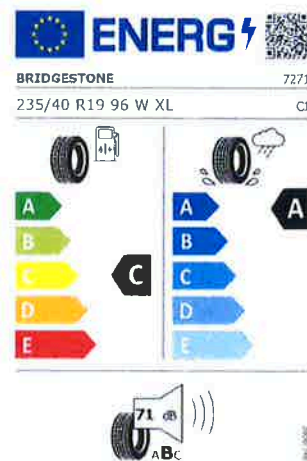 ENERG
BRIDGESTONE 7271
235/40 R19 96 W XL C1
A
B
C
D
E
C
A
B
C
D
E
A
71 dB
ABC